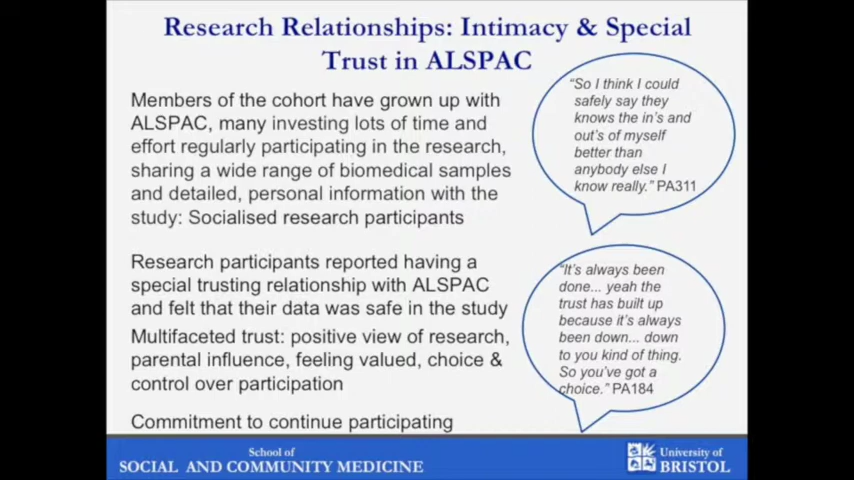 Research Relationships: Intimacy & Special
Trust in ALSPAC
Members of the cohort have grown up with
ALSPAC, many investing lots of time and
effort regularly participating in the research,
sharing a wide range of biomedical samples
and detailed, personal information with the
study: Socialised research participants
Research participants reported having a
special trusting relationship with ALSPAC
and felt that their data was safe in the study
Multifaceted trust: positive view of research,
parental influence, feeling valued, choice &
control over participation
Commitment to continue participating
“So I think I could
safely say they
knows the in’s and
out’s of myself
better than
anybody else I
know really.” PA311
“It’s always been
done... yeah the
trust has built up
because it’s always
been down... down
to you kind of thing.
So you’ve got a
choice.” PA184
School of
SOCIAL AND COMMUNITY MEDICINE
University of
BRISTOL